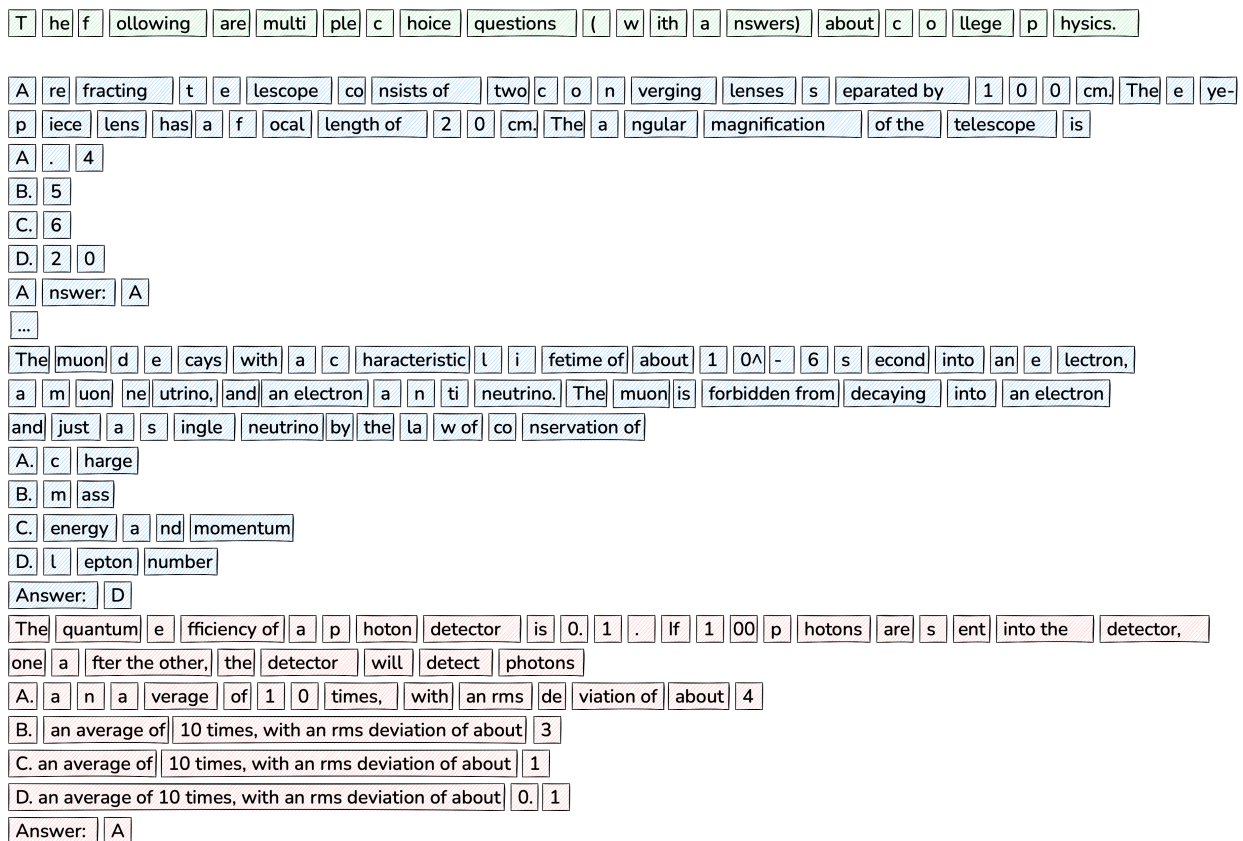 The following are multiple choice questions (with answers) about college physics.
A refracting telescope consists of two converging lenses separated by 100 cm. The eye-
piece lens has a focal length of 20 cm. The angular magnification of the telescope is
A. 4
B. 5
C. 6
D. 20
Answer: A
...
The muon decays with a characteristic lifetime of about 10^-6 second into an electron,
a muon neutrino, and an electron antineutrino. The muon is forbidden from decaying into an electron
and just a single neutrino by the law of conservation of
A. charge
B. mass
C. energy and momentum
D. lepton number
Answer: D
The quantum efficiency of a photon detector is 0.1. If 100 photons are sent into the detector,
one after the other, the detector will detect photons
A. an average of 10 times, with an rms deviation of about 4
B. an average of 10 times, with an rms deviation of about 3
C. an average of 10 times, with an rms deviation of about 1
D. an average of 10 times, with an rms deviation of about 0.1
Answer: A